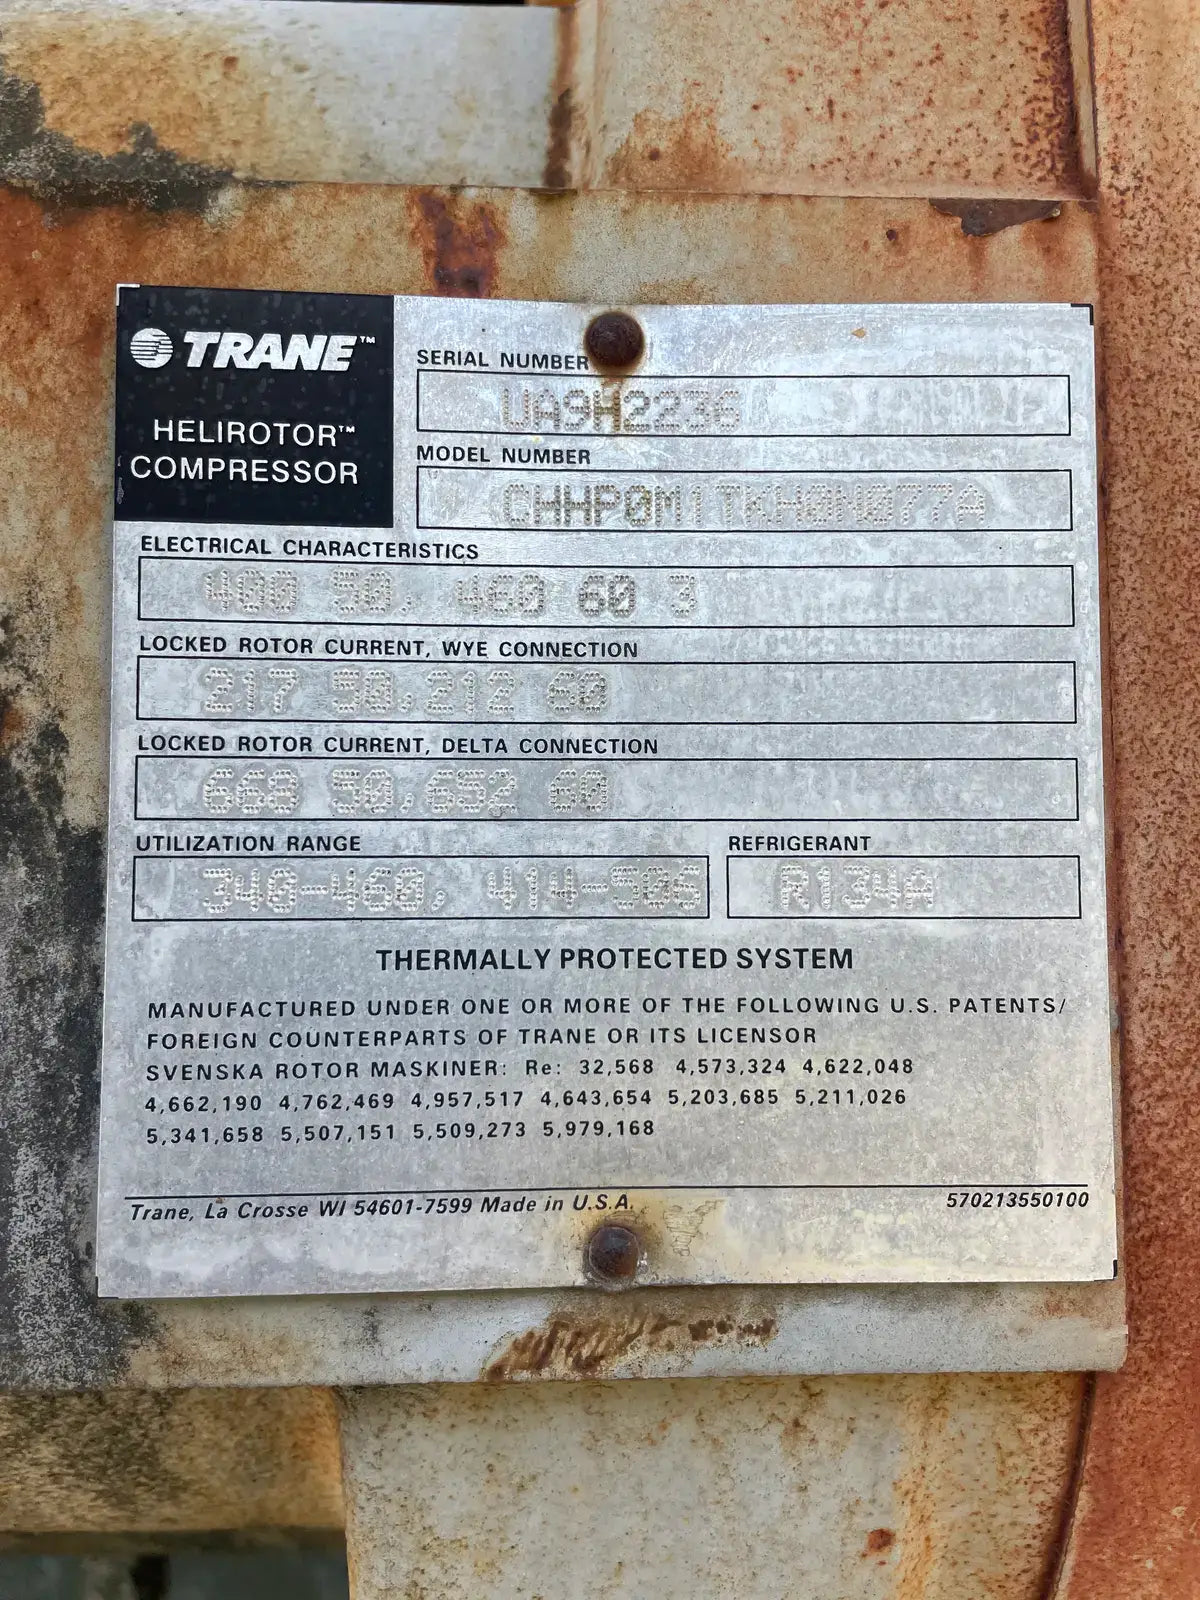 TRANE™
HELIROTOR™
COMPRESSOR
SERIAL NUMBER
UA9H2236
MODEL NUMBER
CHHP0M1TKH0N077A
ELECTRICAL CHARACTERISTICS
400 50, 460 60 3
LOCKED ROTOR CURRENT, WYE CONNECTION
217 50,212 60
LOCKED ROTOR CURRENT, DELTA CONNECTION
668 50,652 60
UTILIZATION RANGE
340-460, 414-506
REFRIGERANT
R134A
THERMALLY PROTECTED SYSTEM
MANUFACTURED UNDER ONE OR MORE OF THE FOLLOWING U.S. PATENTS/
FOREIGN COUNTERPARTS OF TRANE OR ITS LICENSOR
SVENSKA ROTOR MASKINER: Re: 32,568 4,573,324 4,622,048
4,662,190 4,762,469 4,957,517 4,643,654 5,203,685 5,211,026
5,341,658 5,507,151 5,509,273 5,979,168
Trane, La Crosse WI 54601-7599 Made in U.S.A.
570213550100